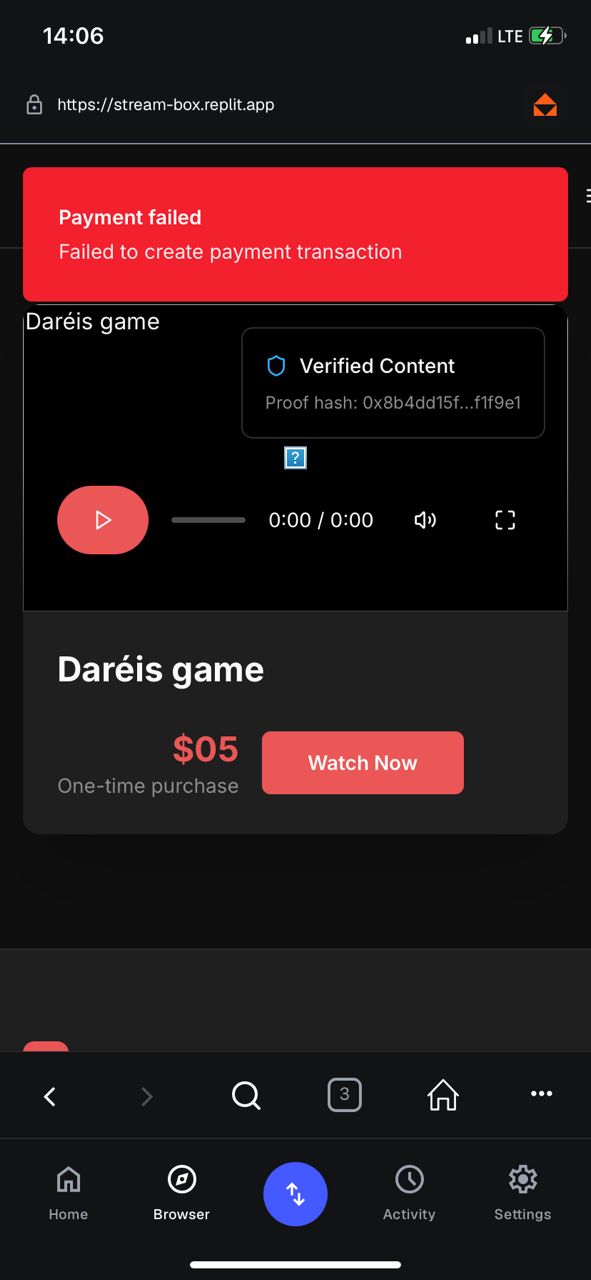 14:06
LTE
https://stream-box.replit.app
Payment failed
Failed to create payment transaction
Daréis game
Verified Content
Proof hash: 0x8b4dd15f...f1f9e1
?
0:00 / 0:00
Daréis game
$05
One-time purchase
Watch Now
3
Home
Browser
Activity
Settings